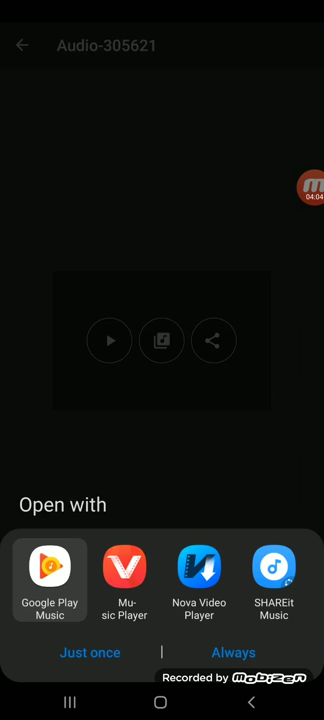 Audio-305621
04:04
Open with
Google Play
Music
Mu-
sic Player
Nova Video
Player
SHAREit
Music
Just once
Always
Recorded by mobizen